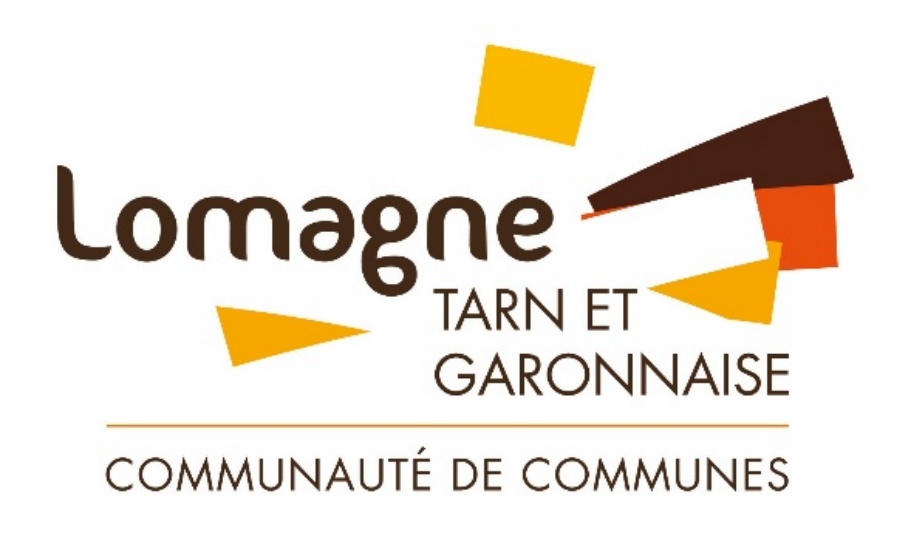 Lomagne
TARN ET
GARONNAISE
COMMUNAUTÉ DE COMMUNES